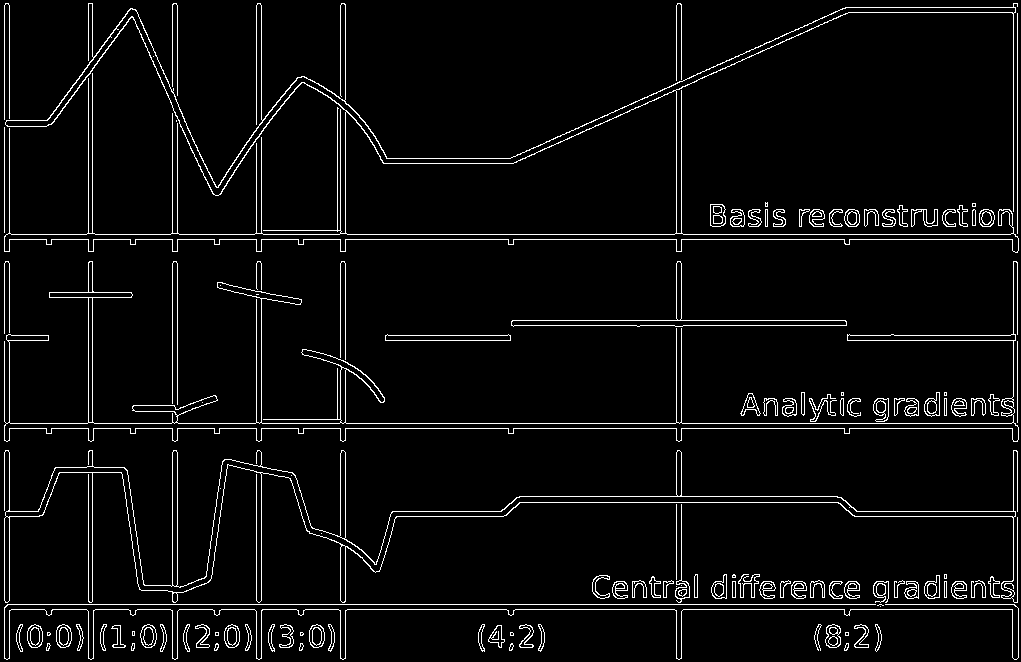 Basis reconstruction
Analytic gradients
Central difference gradients
(0;0) (1;0) (2;0) (3;0) (4;2) (8;2)